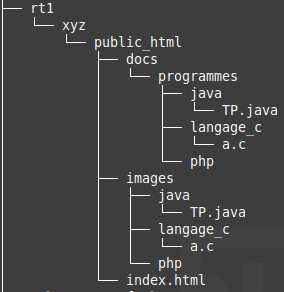 rt1
xyz
public_html
docs
programmes
java
TP.java
langage_c
a.c
php
images
java
TP.java
langage_c
a.c
php
index.html